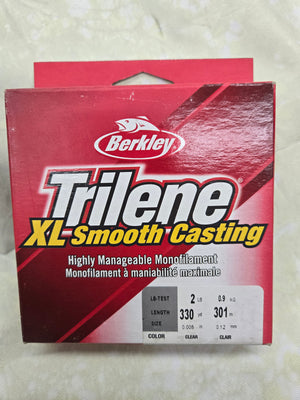 Berkley
Trilene®
XL Smooth Casting
Highly Manageable Monofilament
Monofilament à maniabilité maximale
LB-TEST 2 LB 0.9 KG
LENGTH 330 yd 301 m
SIZE 0.005 in 0.12 mm
COLOR CLEAR CLAIR